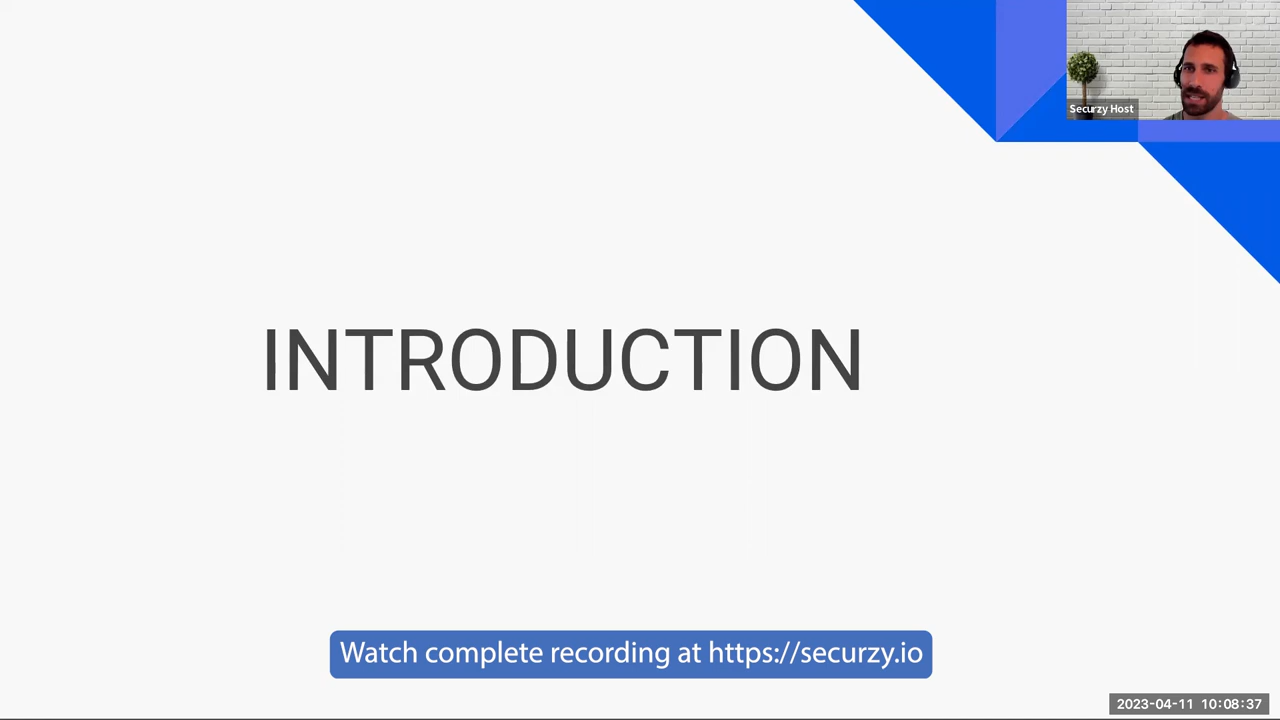 Securzy Host
INTRODUCTION
Watch complete recording at https://securzy.io
2023-04-11 10:08:37